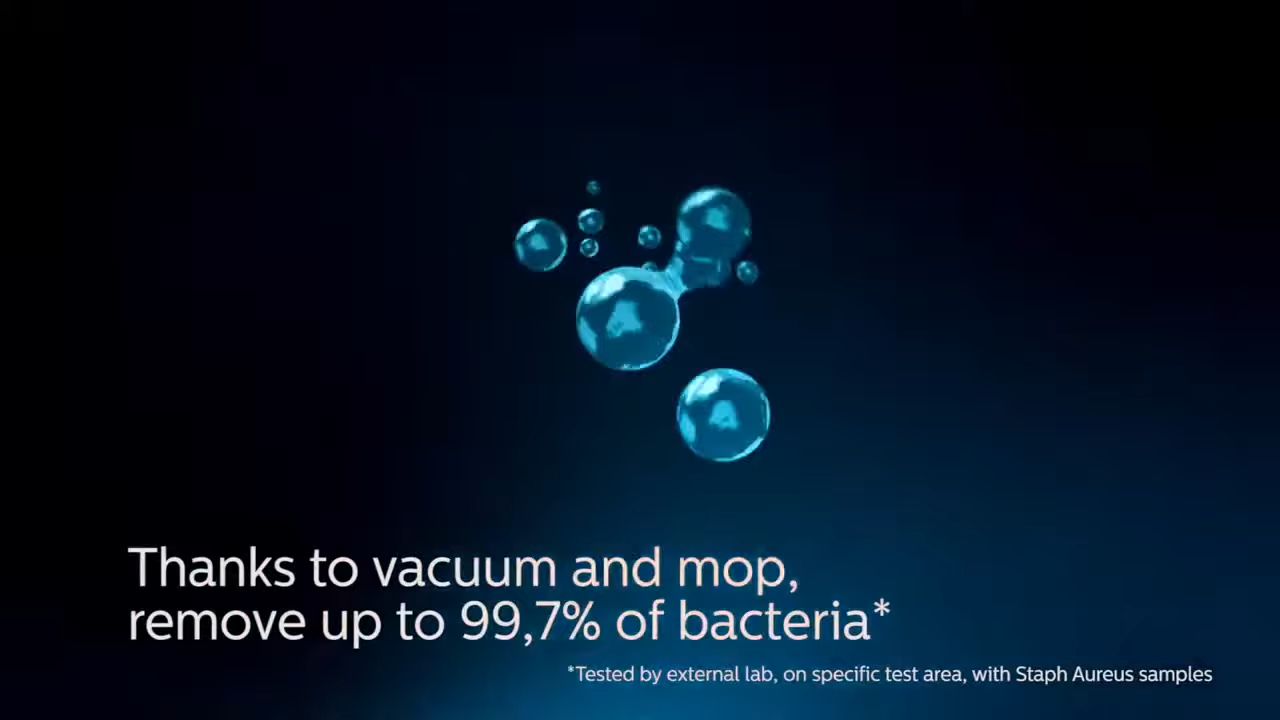 Thanks to vacuum and mop,
remove up to 99,7% of bacteria*
*Tested by external lab, on specific test area, with Staph Aureus samples